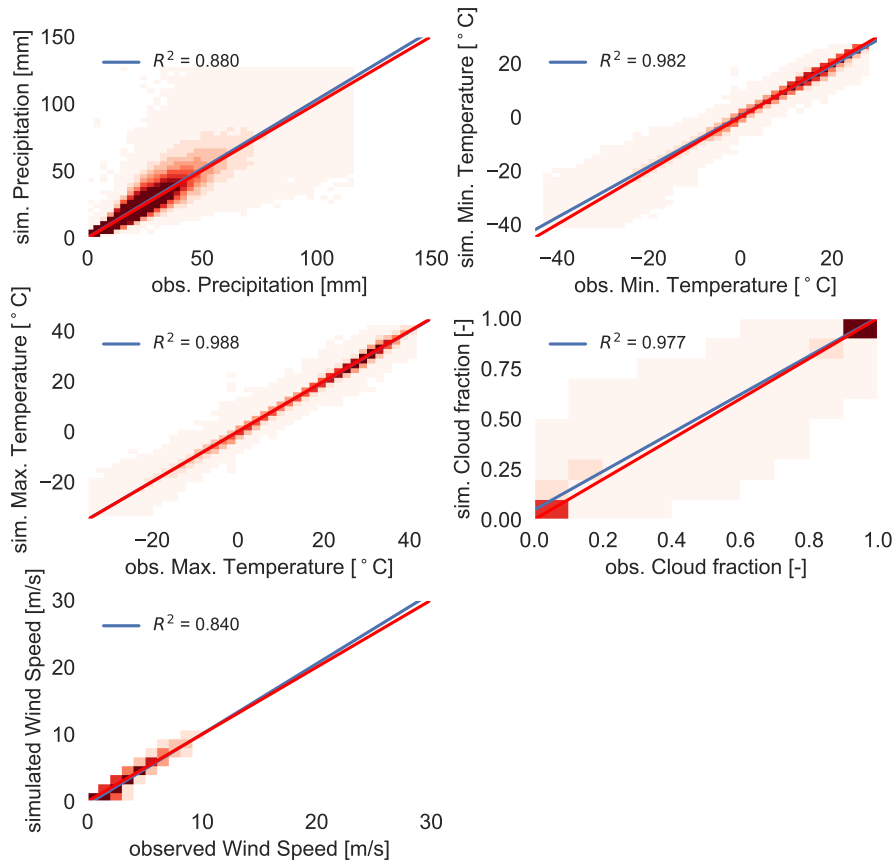 150
100
50
0
sim. Precipitation [mm]
R² = 0.880
0
50
100
150
obs. Precipitation [mm]
20
0
−20
−40
sim. Min. Temperature [°C]
R² = 0.982
−40
−20
0
20
obs. Min. Temperature [°C]
40
20
0
−20
sim. Max. Temperature [°C]
R² = 0.988
−20
0
20
40
obs. Max. Temperature [°C]
1.00
0.75
0.50
0.25
0.00
sim. Cloud fraction [-]
R² = 0.977
0.0
0.2
0.4
0.6
0.8
1.0
obs. Cloud fraction [-]
30
20
10
0
simulated Wind Speed [m/s]
R² = 0.840
0
10
20
30
observed Wind Speed [m/s]